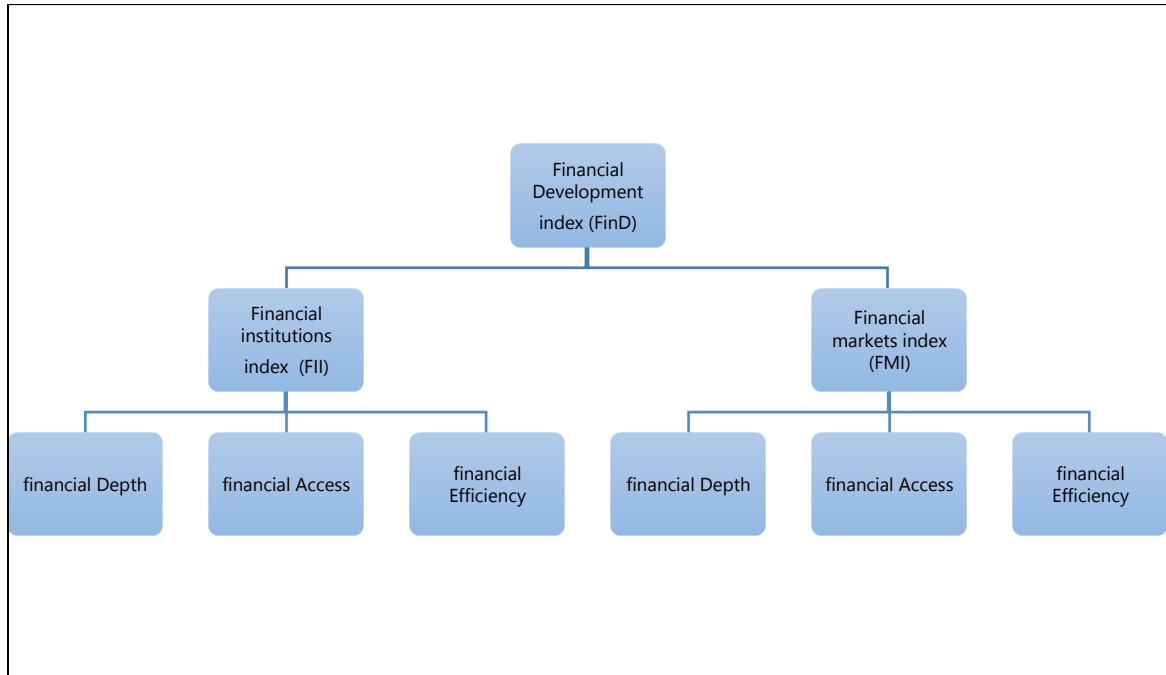 Financial
Development
index (FinD)
Financial
institutions
index  (FII)
Financial
markets index
(FMI)
financial Depth
financial Access
financial
Efficiency
financial Depth
financial Access
financial
Efficiency